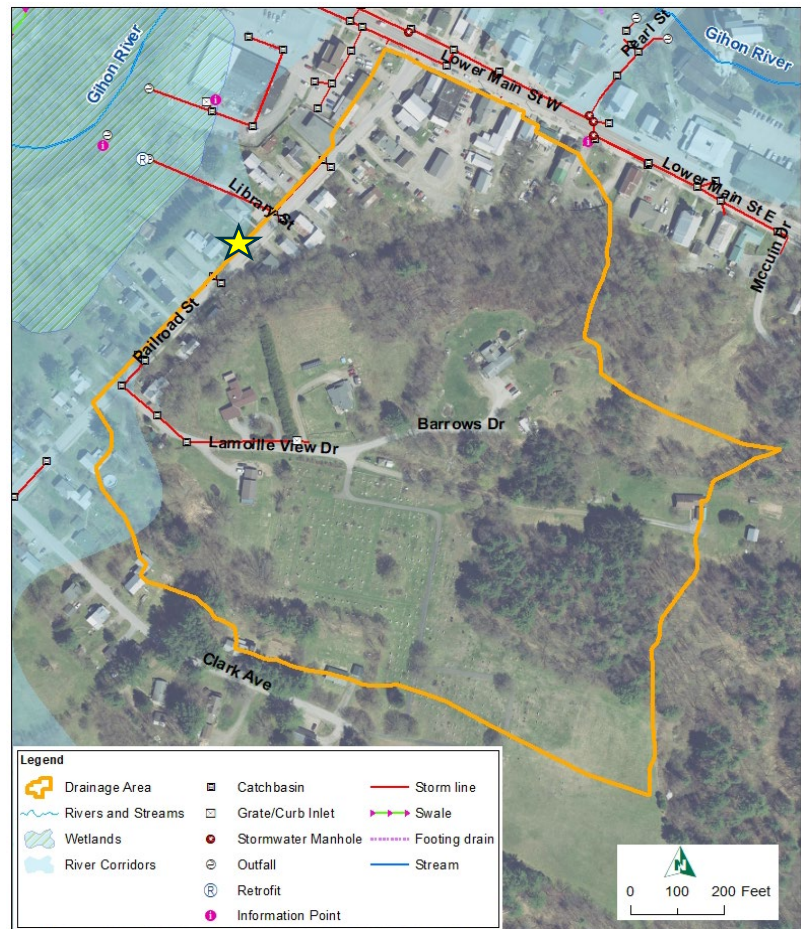 Gihon River
Pearl St
Gihon River
Lower Main St W
Lower Main St E
Library St
R
Mccuin Dr
Railroad St
Barrows Dr
Lamoille View Dr
Clark Ave
Legend
Drainage Area
Rivers and Streams
Wetlands
River Corridors
Catchbasin
Grate/Curb Inlet
Stormwater Manhole
Outfall
R Retrofit
i Information Point
Storm line
Swale
Footing drain
Stream
N
0 100 200 Feet